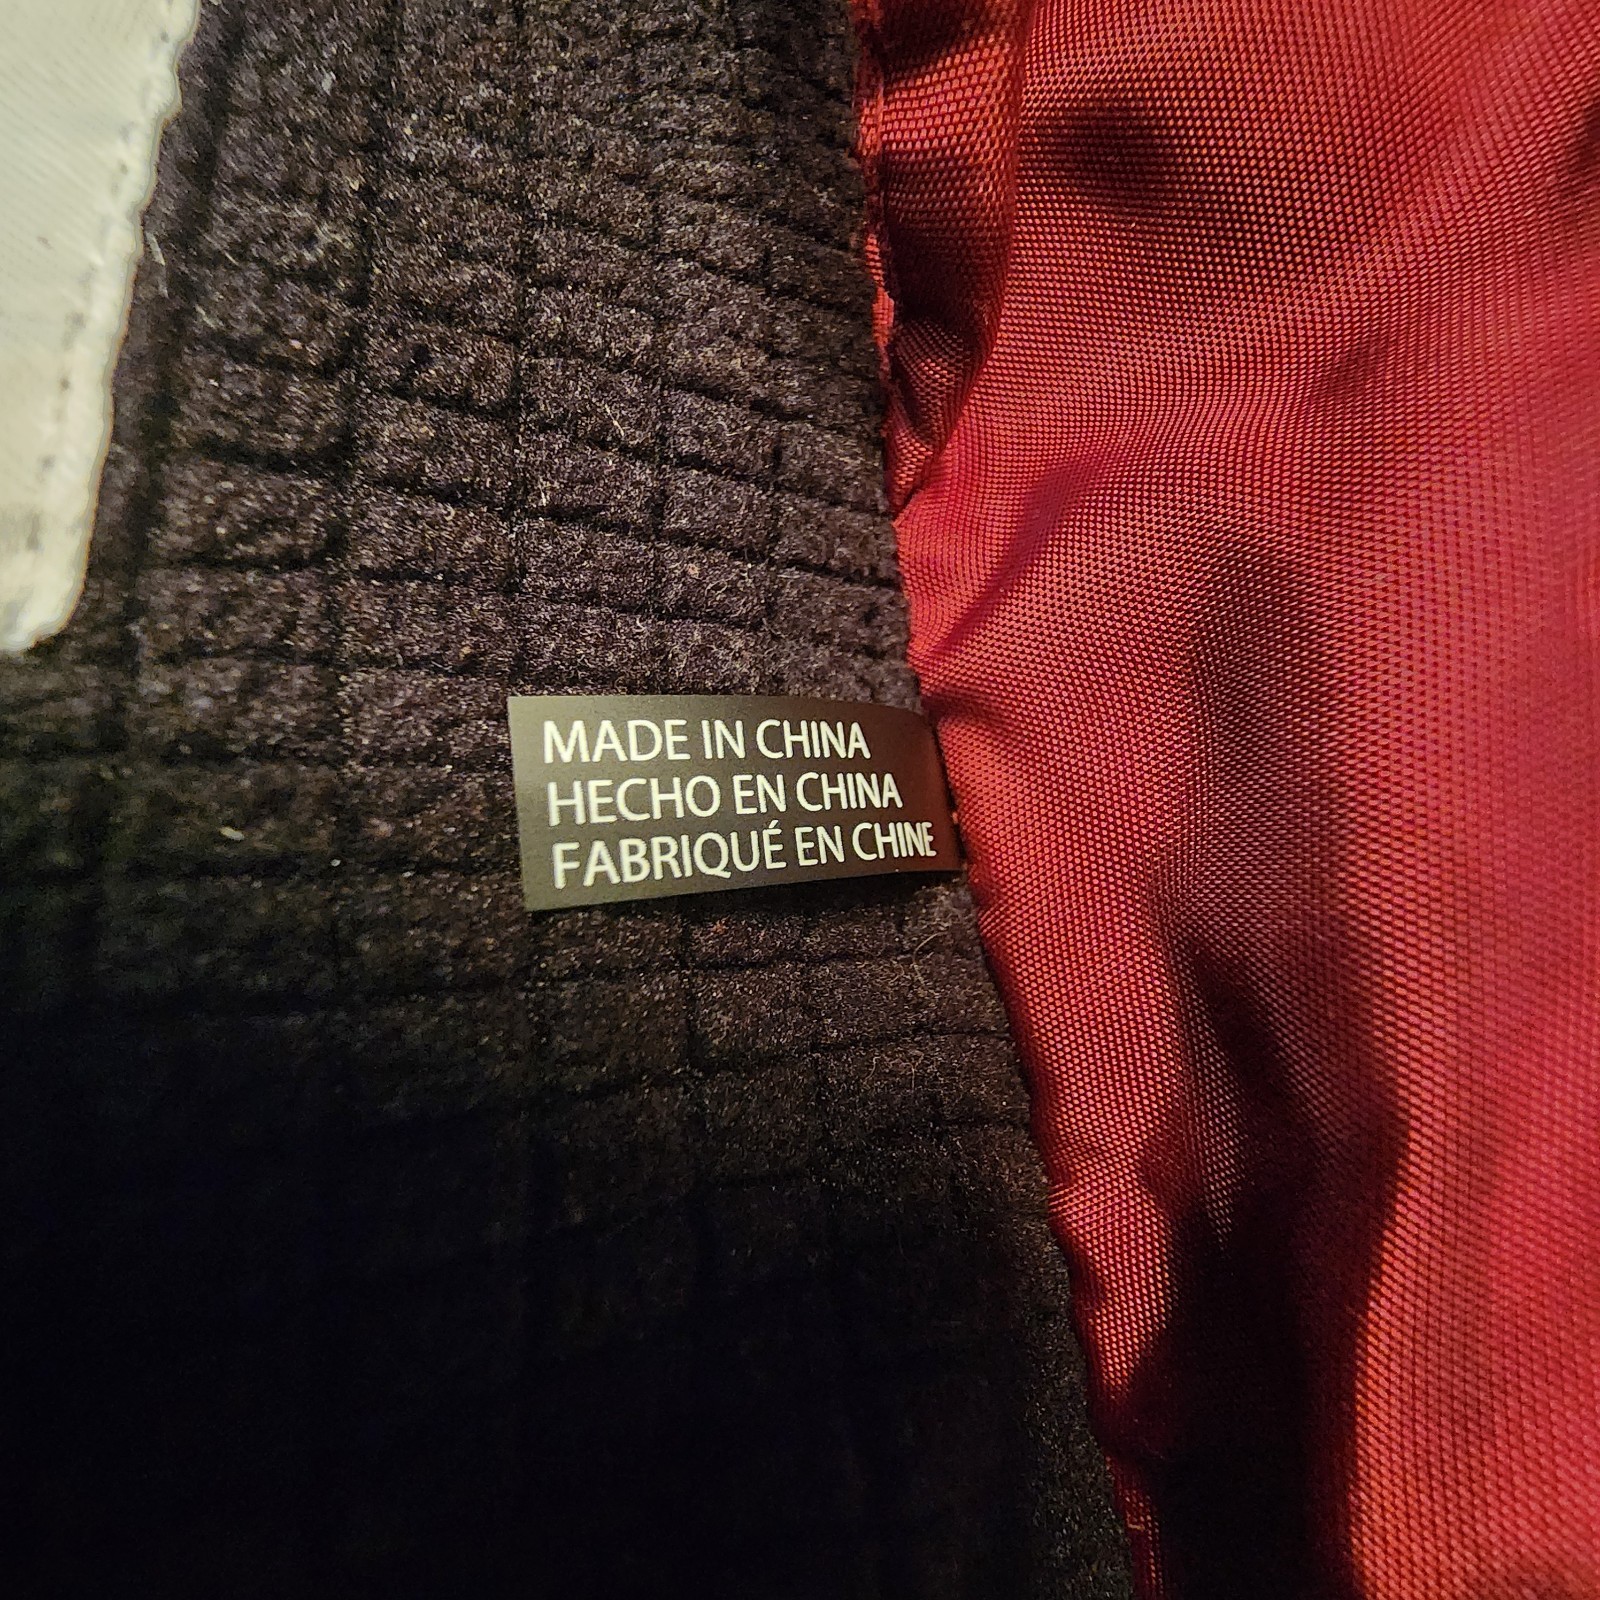 MADE IN CHINA
HECHO EN CHINA
FABRIQUÉ EN CHINE